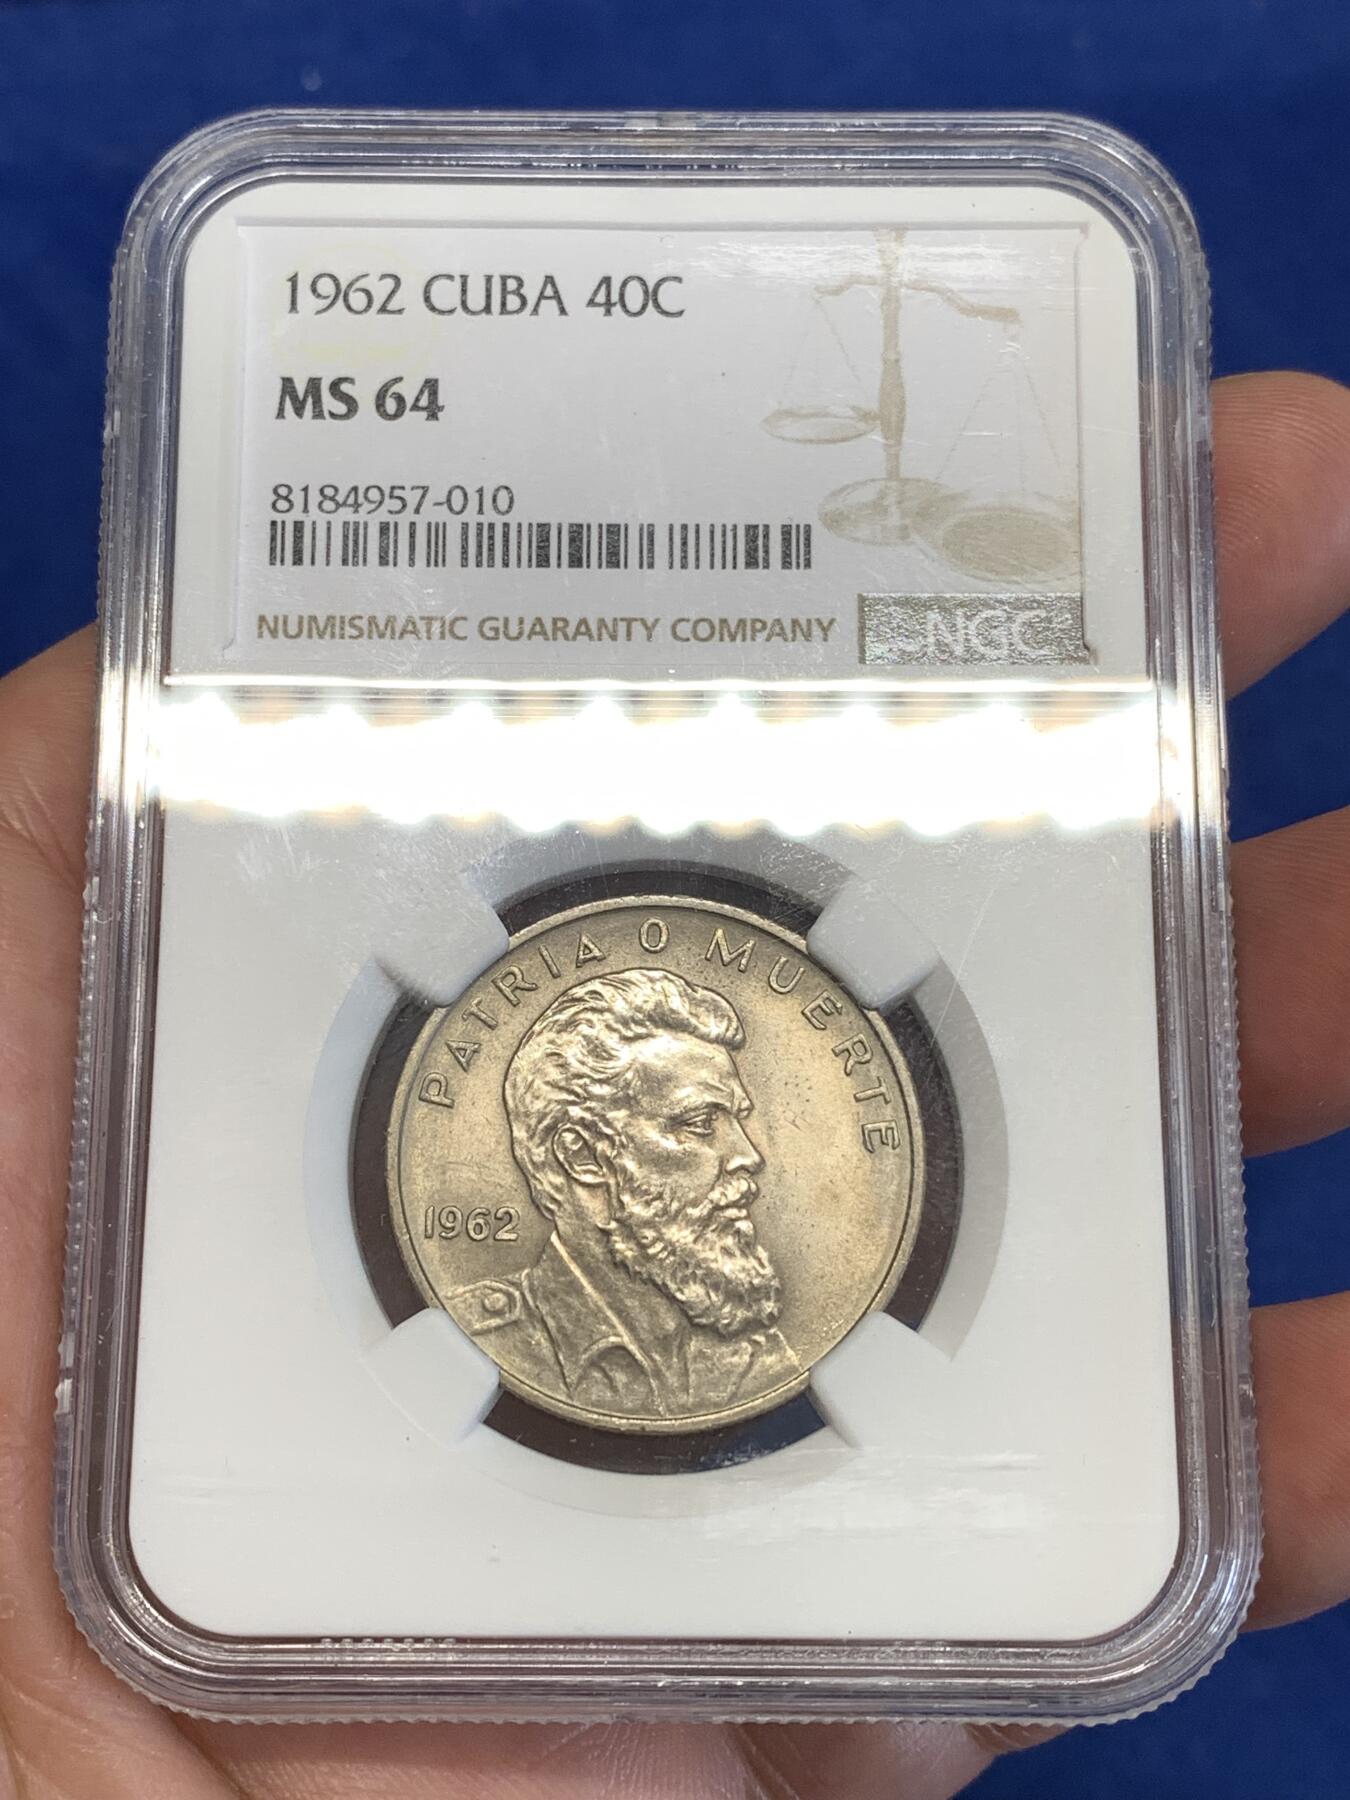 1962 CUBA 40C
MS 64
8184957-010
NUMISMATIC GUARANTY COMPANY
NGC
PATRIA O MUERTE
1962